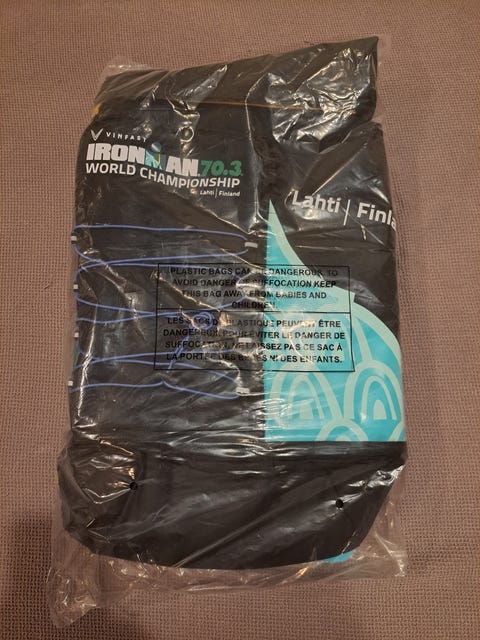 VINFAST
IRONMAN 70.3
WORLD CHAMPIONSHIP
Lahti | Finland
Lahti | Finla
PLASTIC BAGS CAN BE DANGEROUS, TO
AVOID DANGER OF SUFFOCATION KEEP
THIS BAG AWAY FROM BABIES AND
CHILDREN.
LES SACS DE PLASTIQUE PEUVENT ÊTRE
DANGEREUX POUR ÉVITER LE DANGER DE
SUFFOCATION, NE LAISSEZ PAS CE SAC À
LA PORTÉE DES BÉBÉS NI DES ENFANTS.